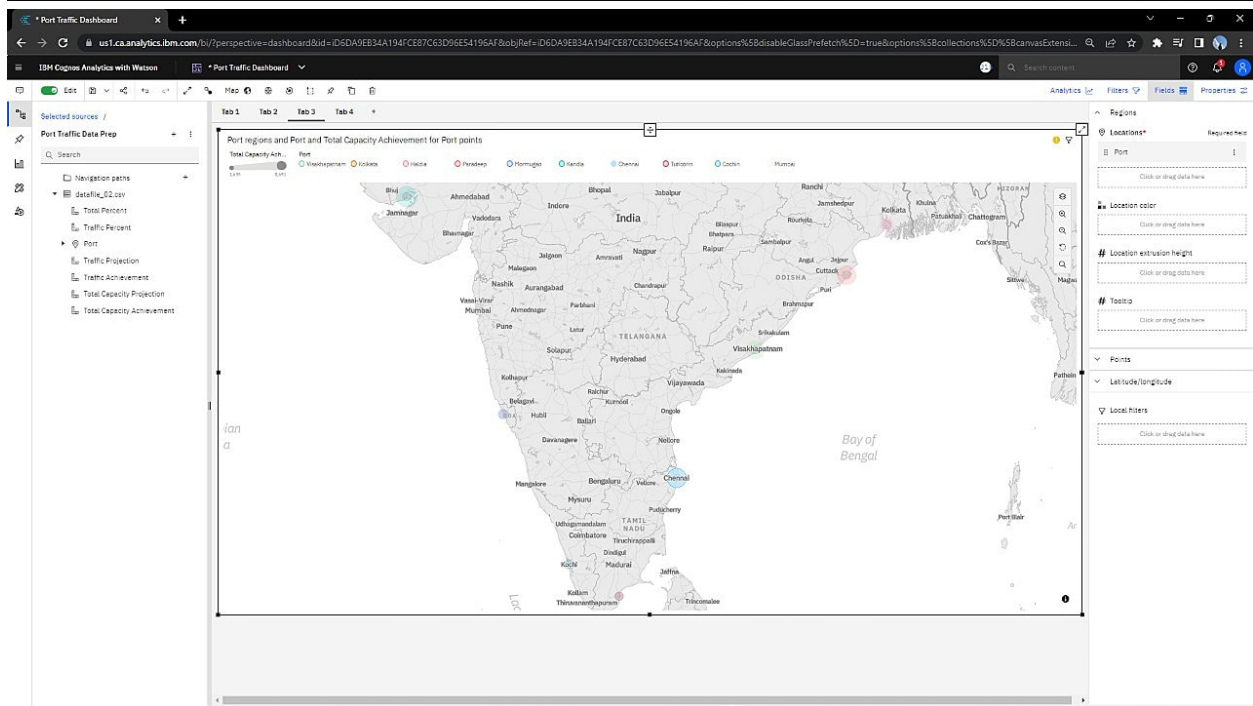 * Port Traffic Dashboard
us1.ca.analytics.ibm.com/bi/?perspective=dashboard&id=iD6DA9EB34A194FCE87C63D96E54196AF&objRef=iD6DA9EB34A194FCE87C63D96E54196AF&options%5BdisableGlassPrefetch%5D=true&options%5Bcollections%5D%5BcanvasExtensi...
IBM Cognos Analytics with Watson
* Port Traffic Dashboard
Search content
Edit
Map
Analytics
Filters
Fields
Properties
Selected sources /
Port Traffic Data Prep
Search
Navigation paths
datafile_02.csv
Total Percent
Traffic Percent
Port
Traffic Projection
Traffic Achievement
Total Capacity Projection
Total Capacity Achievement
Tab 1 Tab 2 Tab 3 Tab 4 +
Port regions and Port and Total Capacity Achievement for Port points
Total Capacity Ach... Port
Visakhapatnam Kolkata Haldia Paradeep Mormugao Kandla Chennai Tuticorin Cochin Mumbai
Bhuj Ahmedabad Bhopal Jabalpur Ranchi MIZORAM
Jamnagar Vadodara Indore India Jamshedpur Kolkata Khulna
Patuakhali Chattogram
Bhavnagar Bilaspur Rourkela
Bhatpara
Jalgaon Amravati Nagpur Raipur Sambalpur Cox's Bazar
Malegaon Angul Jajpur
Nashik Aurangabad Chandrapur ODISHA Cuttack Sittwe Magwa
Puri
Vasai-Virar
Mumbai Ahmednagar Parbhani Brahmapur
Pune Latur TELANGANA Srikakulam
Solapur Hyderabad Visakhapatnam
Kolhapur Kakinada Pathein
Raichur Vijayawada
Belagavi Kurnool
GOA Hubli Ballari Ongole
ian
a
Davanagere Nellore Bay of
Bengal
Mangalore Bengaluru Vellore Chennai
Mysuru
Puducherry
Udhagamandalam TAMIL
NADU Port Blair
Coimbatore Tiruchirappalli
Dindigul
Kochi Madurai Jaffna
Kollam
Thiruvananthapuram Trincomalee
Regions
Locations* Required field
Port
Click or drag data here
Location color
Click or drag data here
Location extrusion height
Click or drag data here
Tooltip
Click or drag data here
Points
Latitude/longitude
Local filters
Click or drag data here